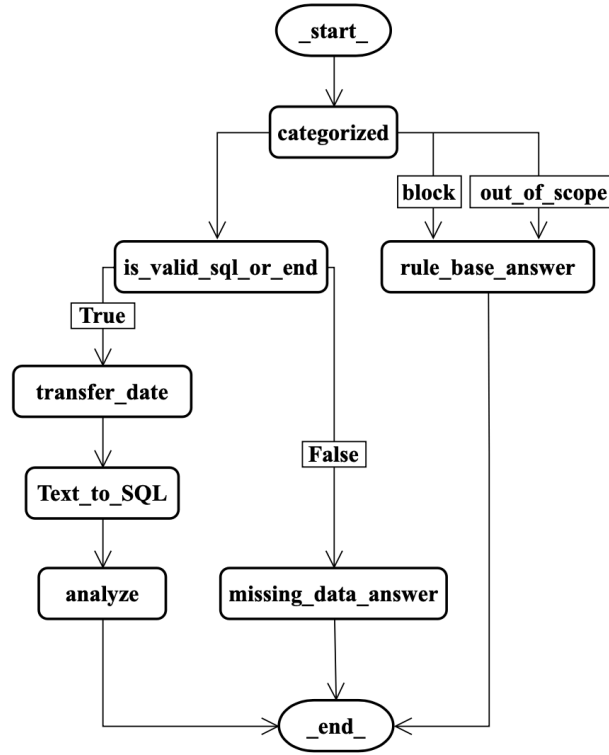 _start_
categorized
block
out_of_scope
is_valid_sql_or_end
rule_base_answer
True
transfer_date
False
Text_to_SQL
analyze
missing_data_answer
_end_